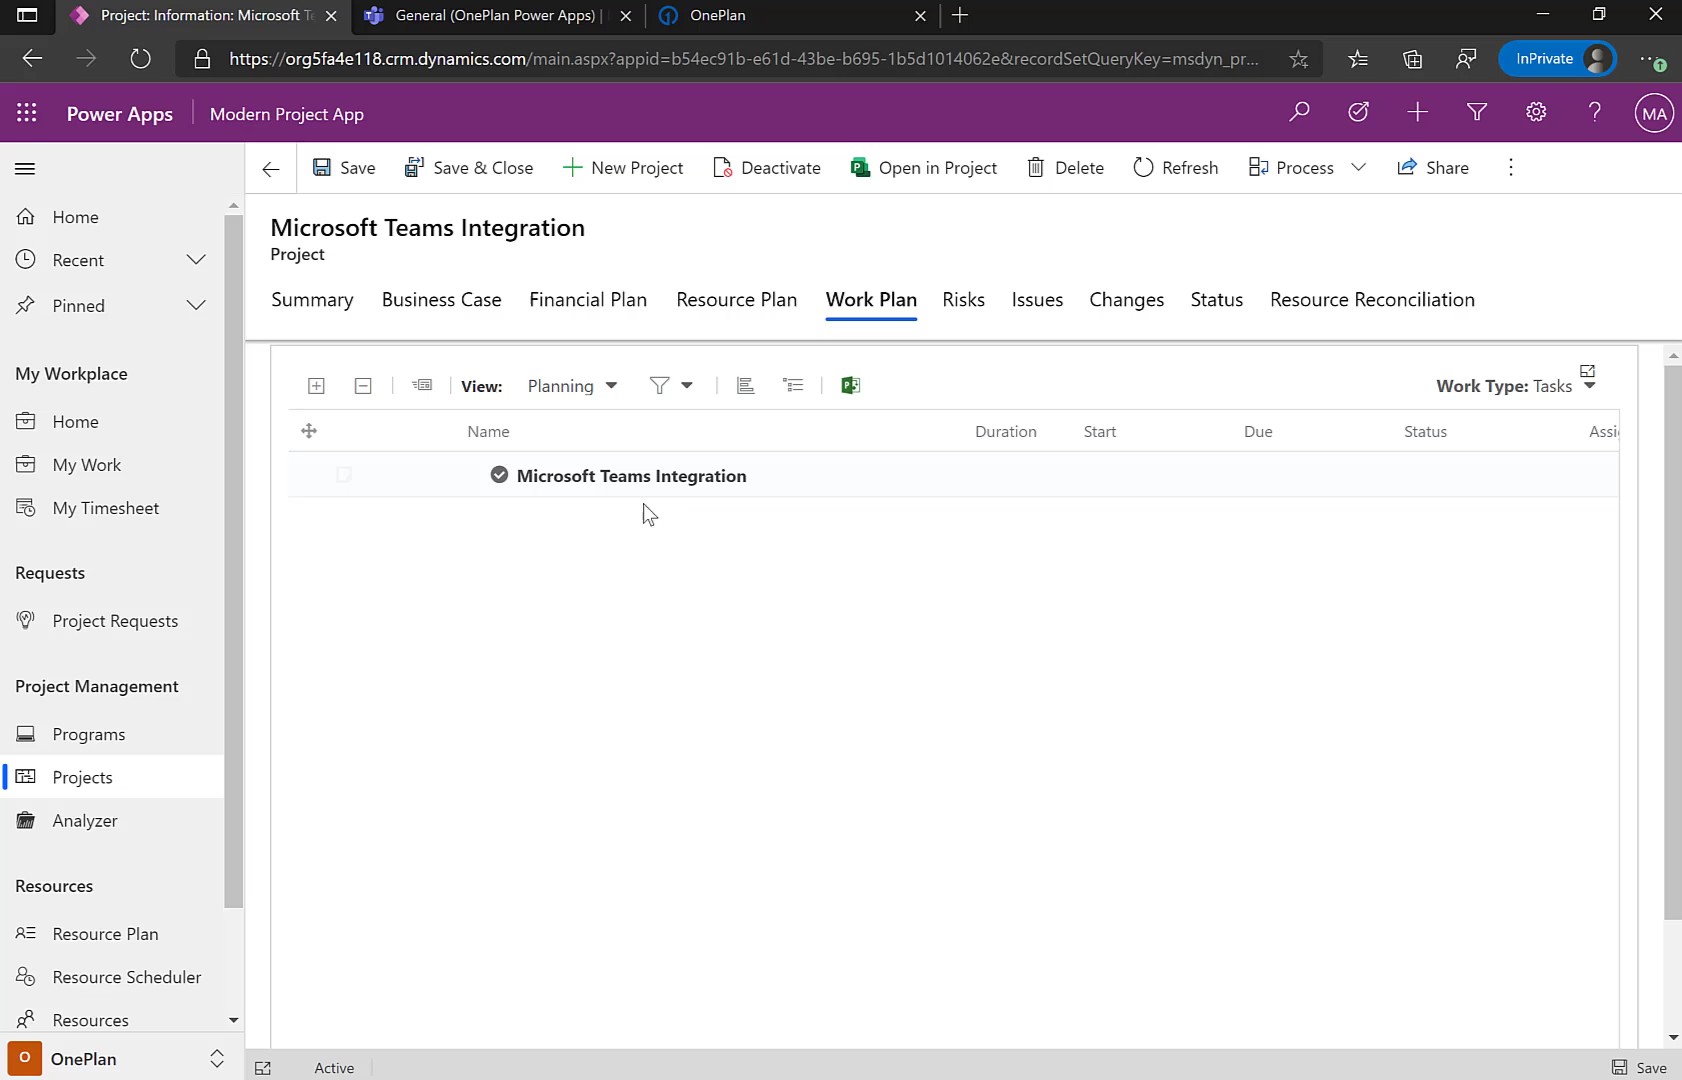 Project: Information: Microsoft Te
General (OnePlan Power Apps) |
OnePlan
https://org5fa4e118.crm.dynamics.com/main.aspx?appid=b54ec91b-e61d-43be-b695-1b5d1014062e&recordSetQueryKey=msdyn_pr...
InPrivate
Power Apps
Modern Project App
MA
Save
Save & Close
New Project
Deactivate
Open in Project
Delete
Refresh
Process
Share
Home
Recent
Pinned
My Workplace
Home
My Work
My Timesheet
Requests
Project Requests
Project Management
Programs
Projects
Analyzer
Resources
Resource Plan
Resource Scheduler
Resources
O OnePlan
Microsoft Teams Integration
Project
Summary Business Case Financial Plan Resource Plan Work Plan Risks Issues Changes Status Resource Reconciliation
View: Planning
Work Type: Tasks
Name Duration Start Due Status Assi
Microsoft Teams Integration
Active
Save